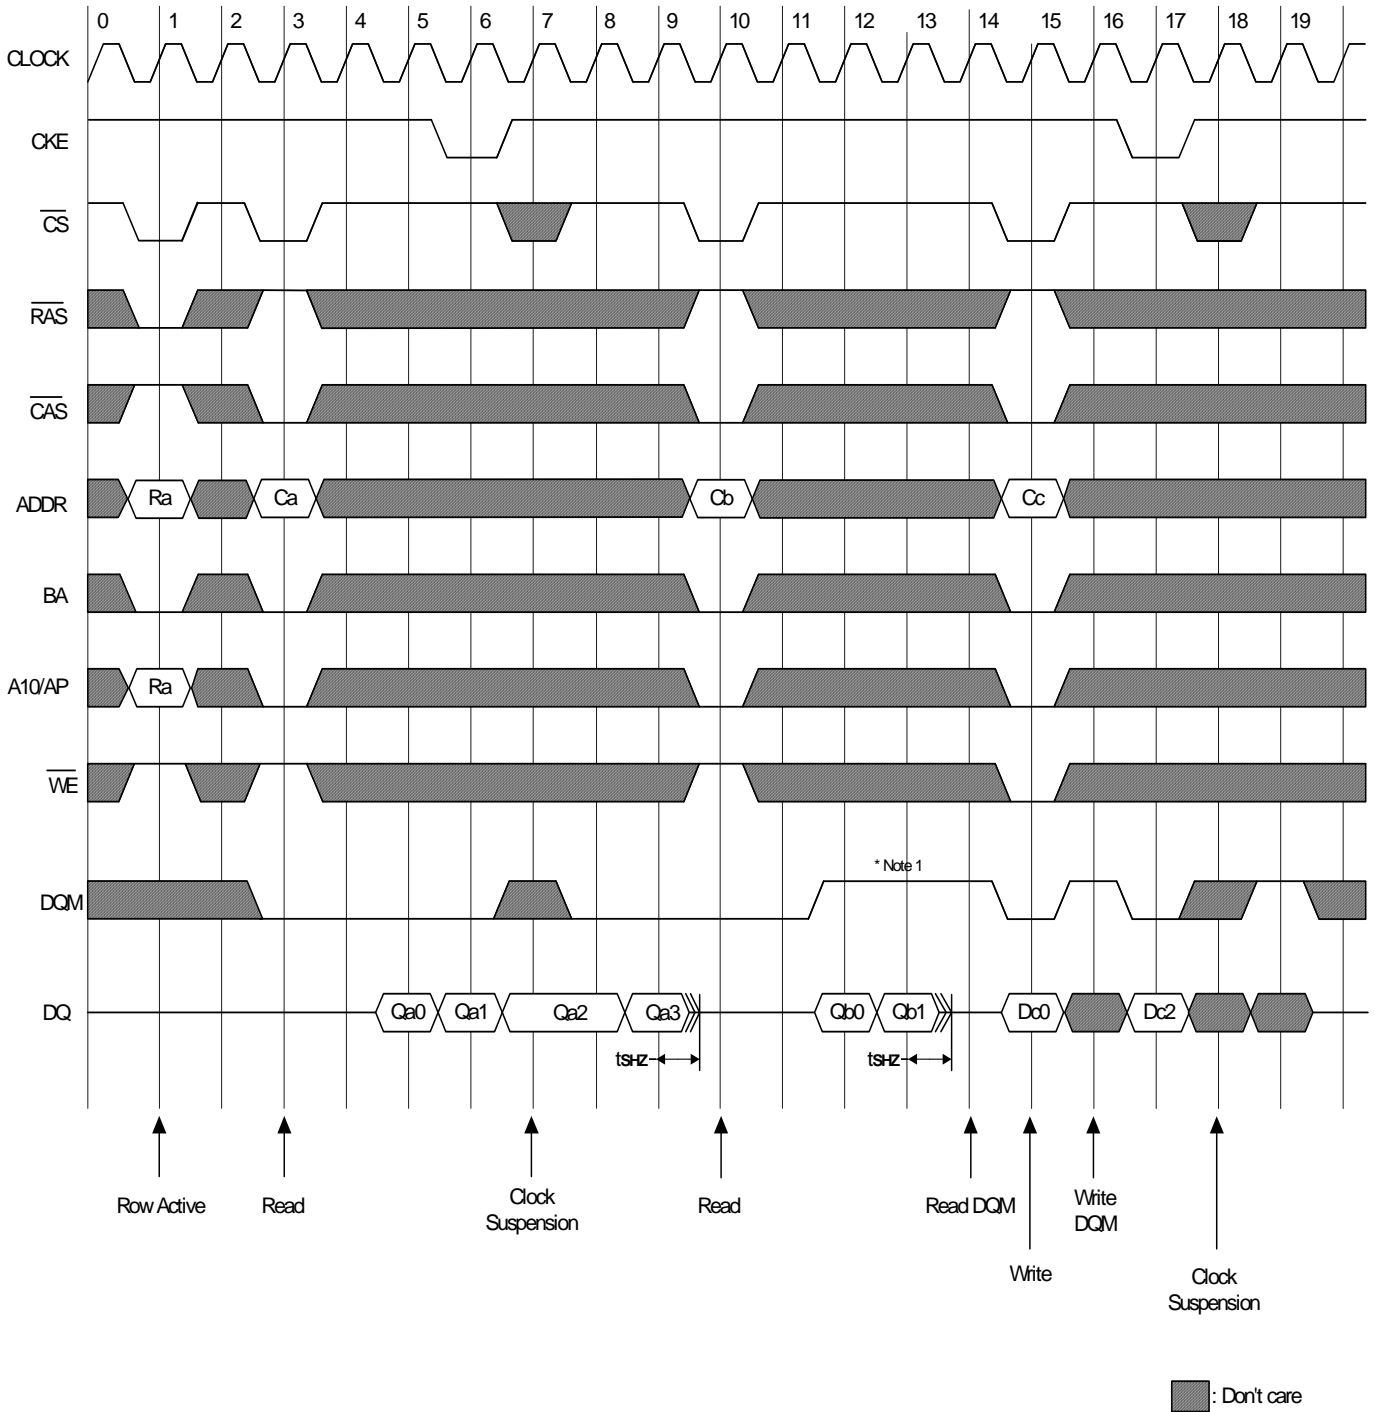 0 1 2 3 4 5 6 7 8 9 10 11 12 13 14 15 16 17 18 19
CLOCK
CKE
CS
RAS
CAS
ADDR Ra Ca Cb Cc
BA
A10/AP Ra
WE
* Note 1
DQM
DQ Qa0 Qa1 Qa2 Qa3 Qb0 Qb1 Dc0 Dc2
tSHZ tSHZ
Row Active Read Clock Suspension Read Read DQM Write DQM
Write Clock Suspension
: Don't care